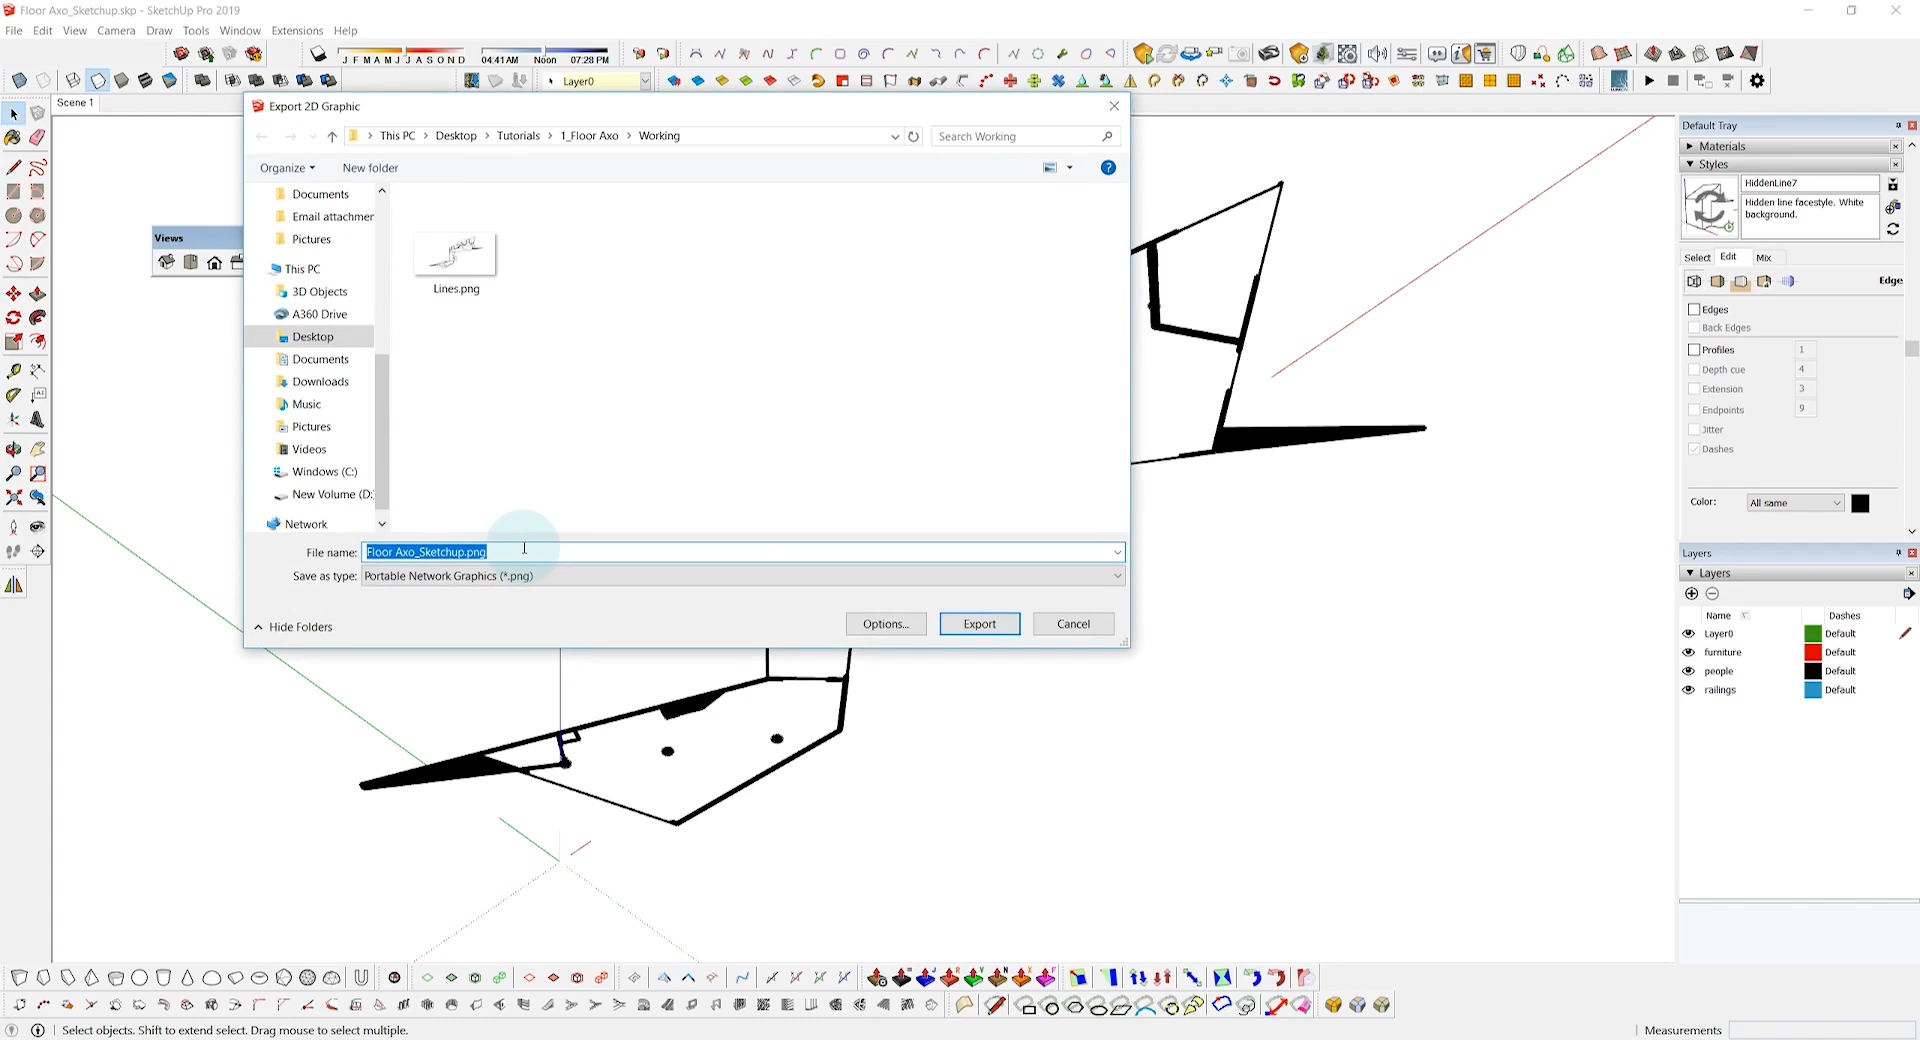 Floor Axo_Sketchup.skp - SketchUp Pro 2019
File Edit View Camera Draw Tools Window Extensions Help
J F M A M J J A S O N D 04:41 AM Noon 07:28 PM
Layer0
Scene 1
Export 2D Graphic
This PC Desktop Tutorials 1_Floor Axo Working
Search Working
Organize New folder
Documents
Email attachmen
Pictures
This PC
3D Objects
A360 Drive
Desktop
Documents
Downloads
Music
Pictures
Videos
Windows (C:)
New Volume (D:
Network
Lines.png
File name: Floor Axo_Sketchup.png
Save as type: Portable Network Graphics (*.png)
Hide Folders
Options... Export Cancel
Views
Default Tray
Materials
Styles
HiddenLine7
Hidden line facestyle. White
background.
Select Edit Mix
Edge
Edges
Back Edges
Profiles 1
Depth cue 4
Extension 3
Endpoints 9
Jitter
Dashes
Color: All same
Layers
Layers
Name Dashes
Layer0 Default
furniture Default
people Default
railings Default
Select objects. Shift to extend select. Drag mouse to select multiple.
Measurements